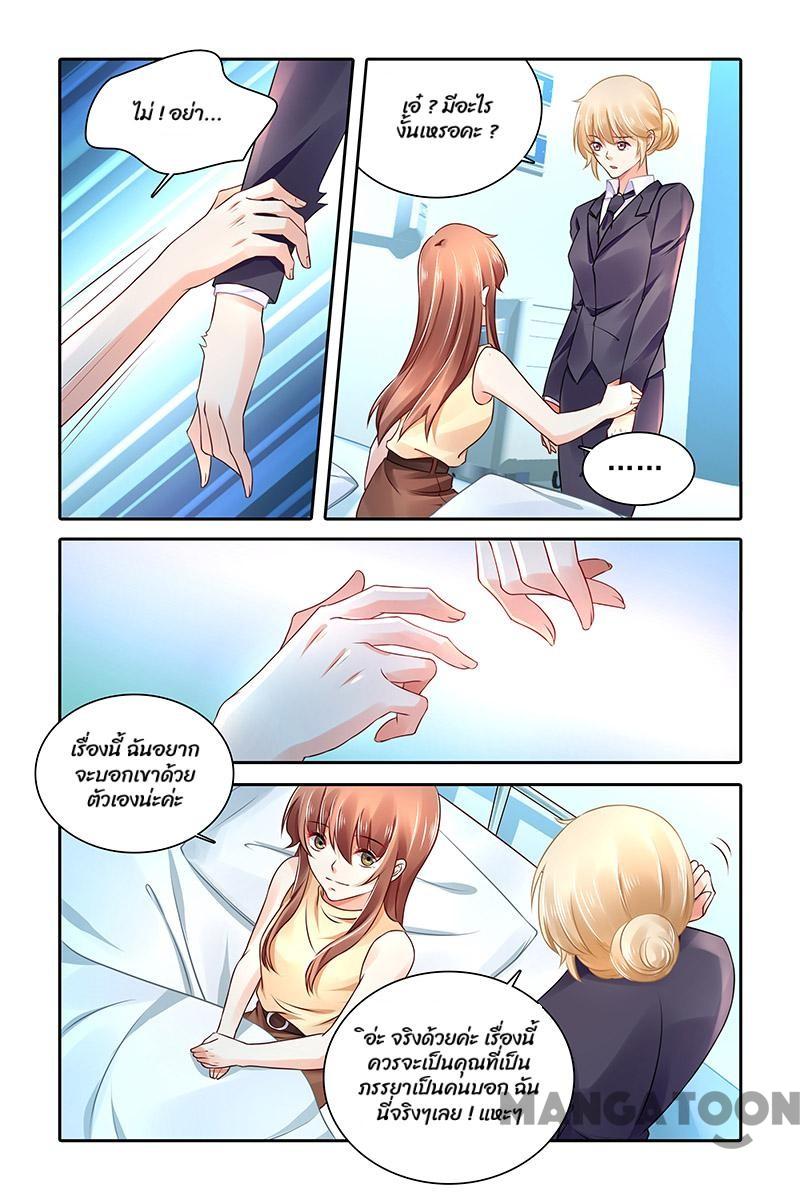 ไม่ ! อย่า...
เอ๋ ? มีอะไร
งั้นเหรอคะ ?
......
เรื่องนี้ ฉันอยาก
จะบอกเขาด้วย
ตัวเองน่ะค่ะ
อ๋ะ จริงด้วยค่ะ เรื่องนี้
ควรจะเป็นคุณที่เป็น
ภรรยาเป็นคนบอก ฉัน
นี่จริงๆเลย ! แหะๆ
MANGATOON